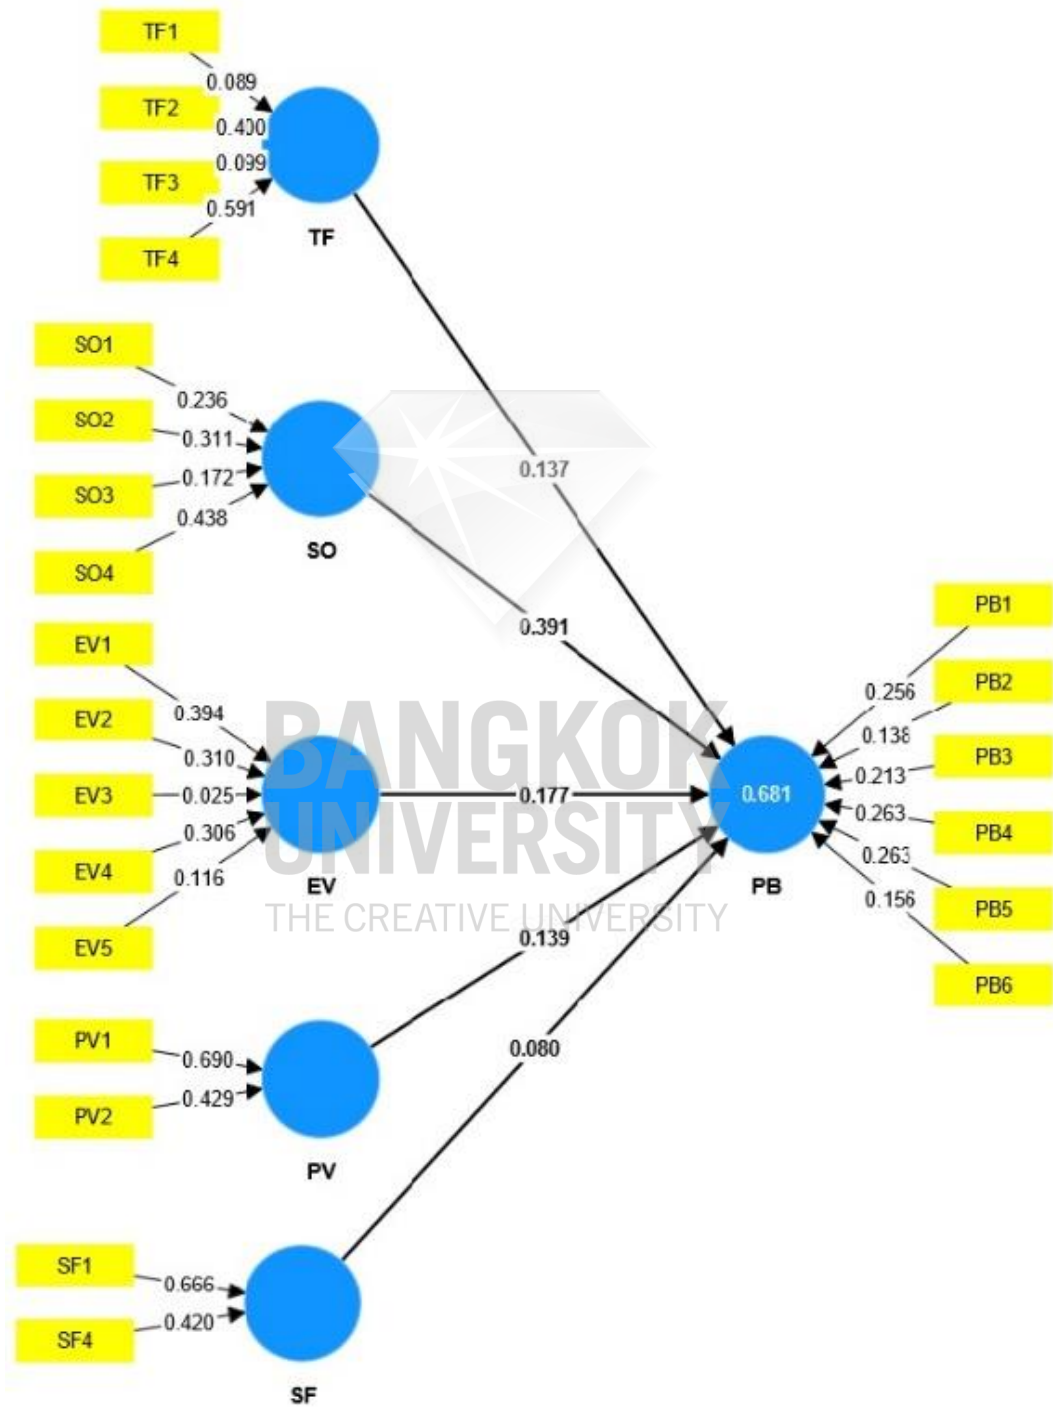 TF1
0.089
TF2
0.400
TF3
0.099
0.591
TF4
TF
SO1
0.236
SO2
0.311
SO3
0.172
0.438
SO4
SO
EV1
0.394
EV2
0.310
EV3
0.025
0.306
EV4
0.116
EV5
EV
PV1
0.690
PV2
0.429
PV
SF1
0.666
SF4
0.420
SF
0.137
0.391
0.177
0.139
0.080
0.681
PB
PB1
0.256
PB2
0.138
PB3
0.213
0.263
PB4
0.263
PB5
0.156
PB6
BANGKOK
UNIVERSITY
THE CREATIVE UNIVERSITY